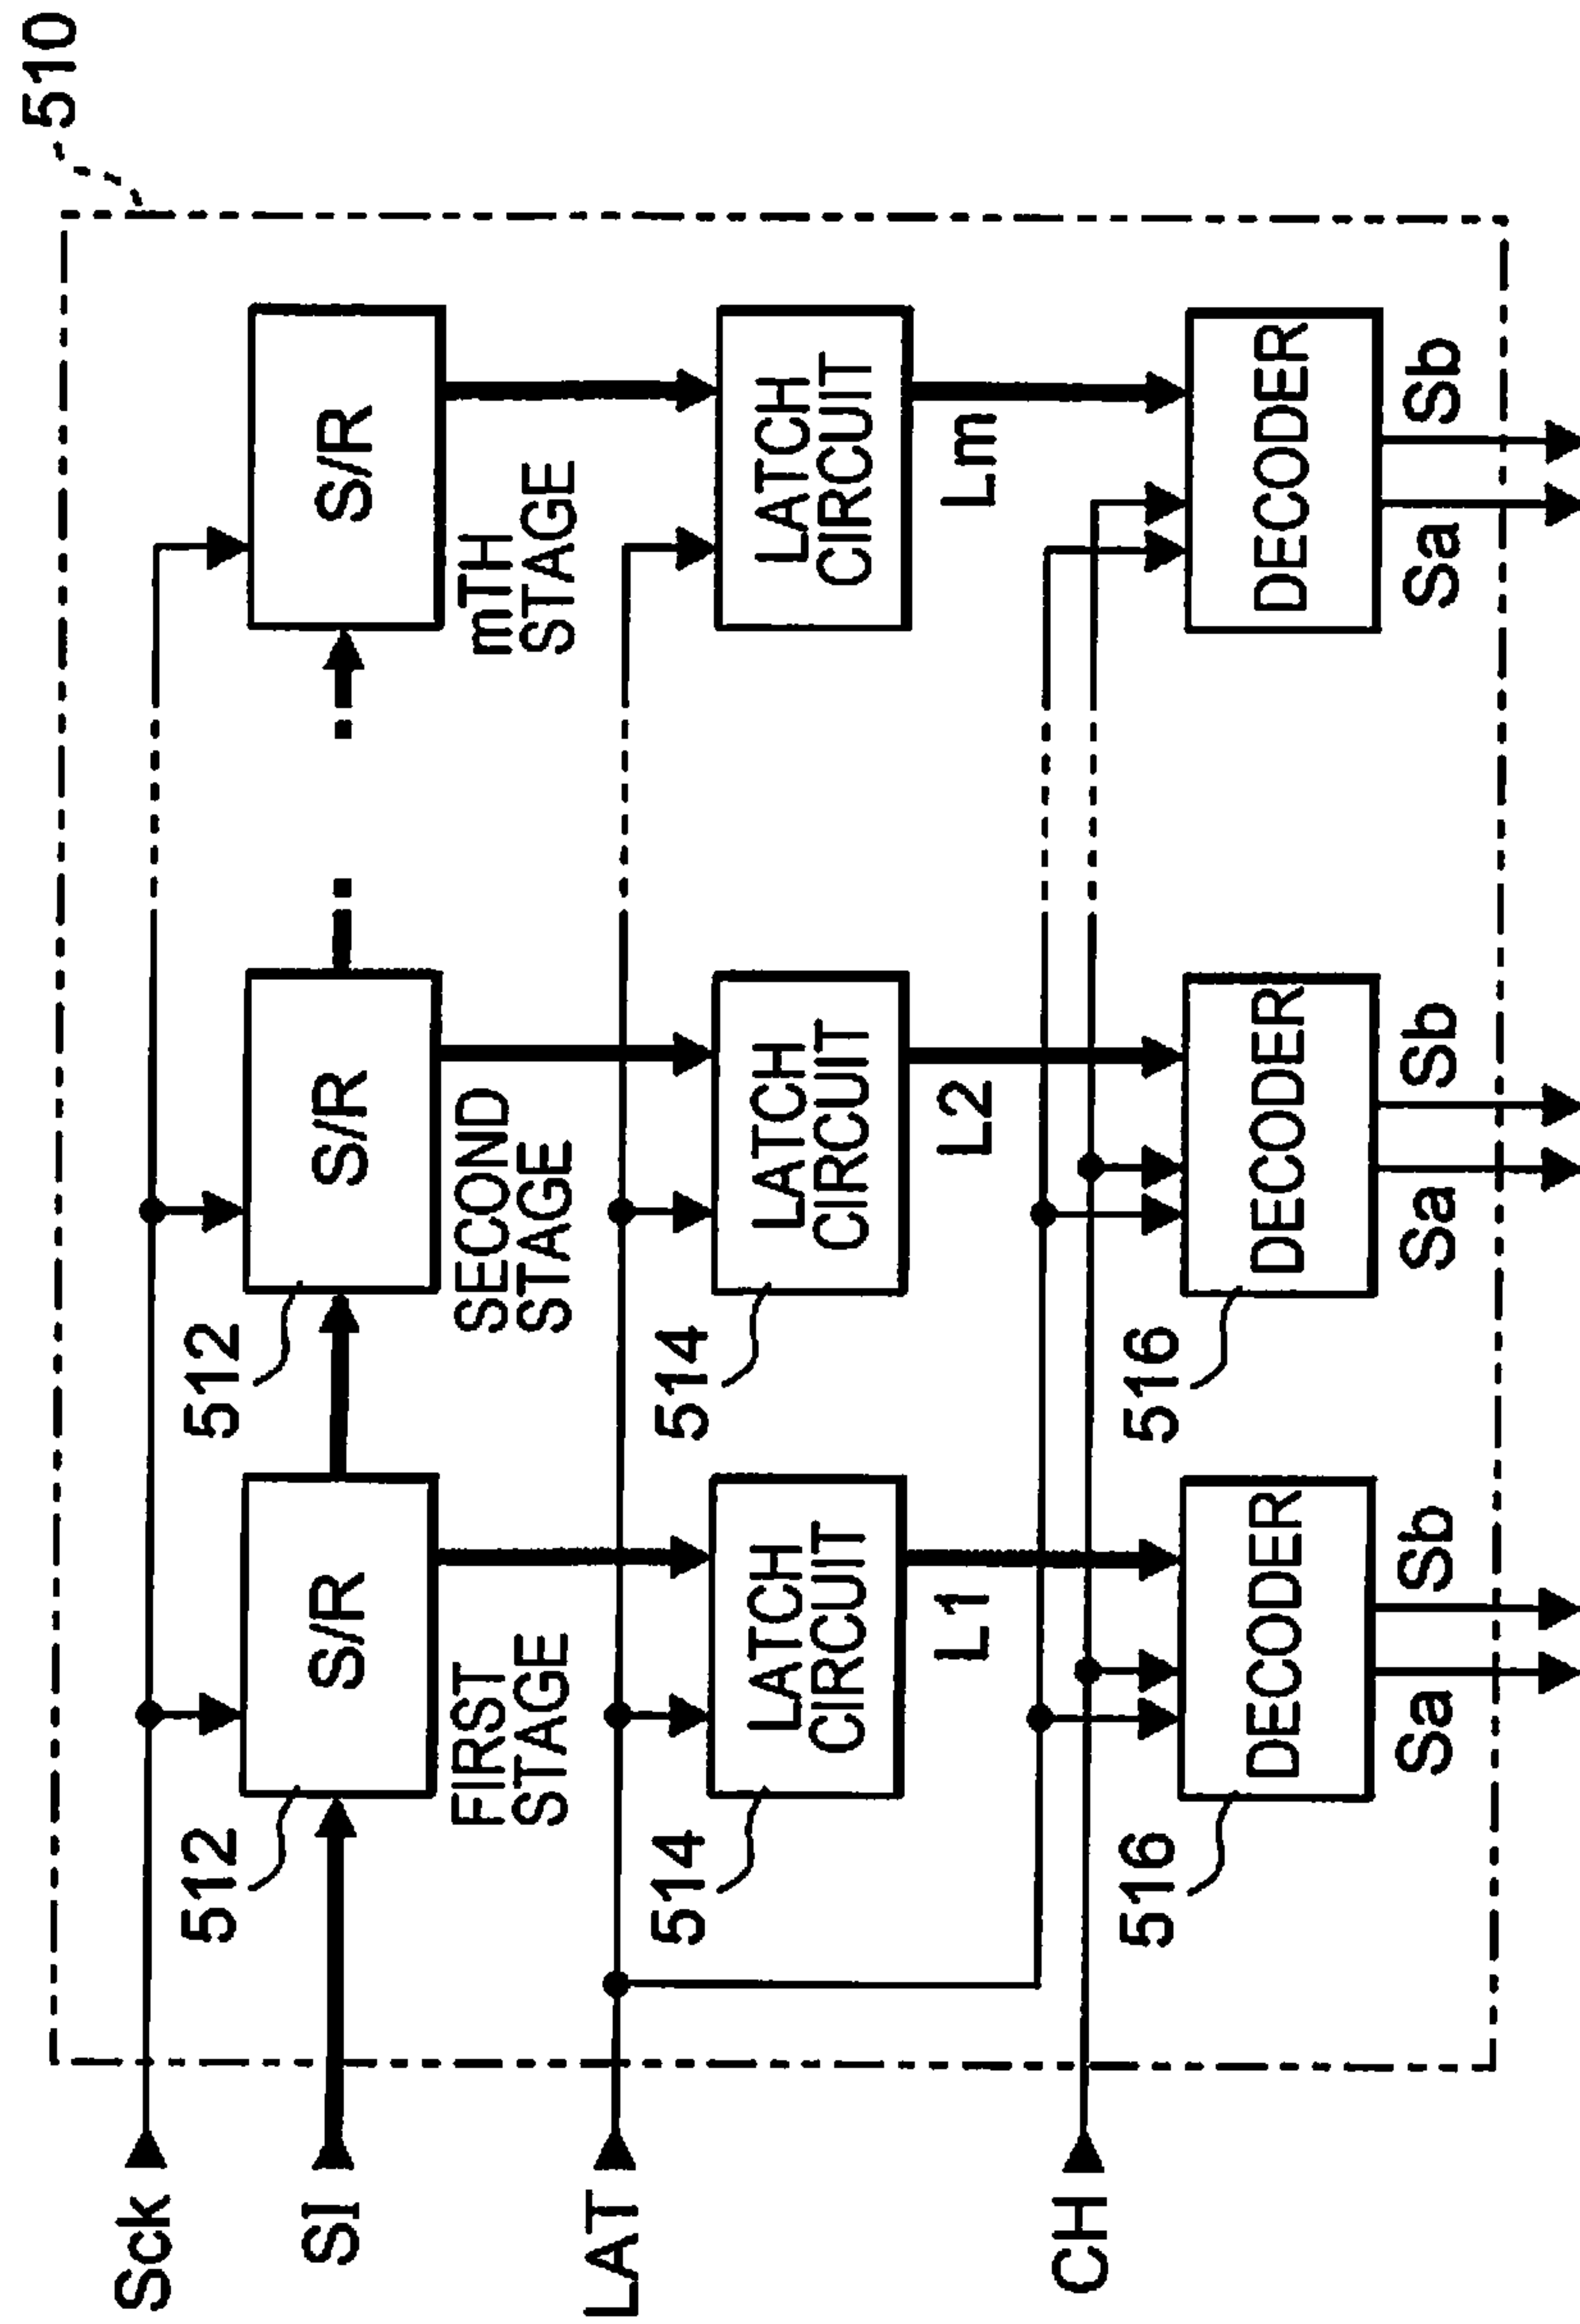 510
Sck
SI
LAT
CH
512
S/R
FIRST
STAGE
512
S/R
SECOND
STAGE
S/R
mTH
STAGE
514
LATCH
CIRCUIT
L1
514
LATCH
CIRCUIT
L2
LATCH
CIRCUIT
Lm
516
DECODER
516
DECODER
DECODER
Sa
Sb
Sa
Sb
Sa
Sb